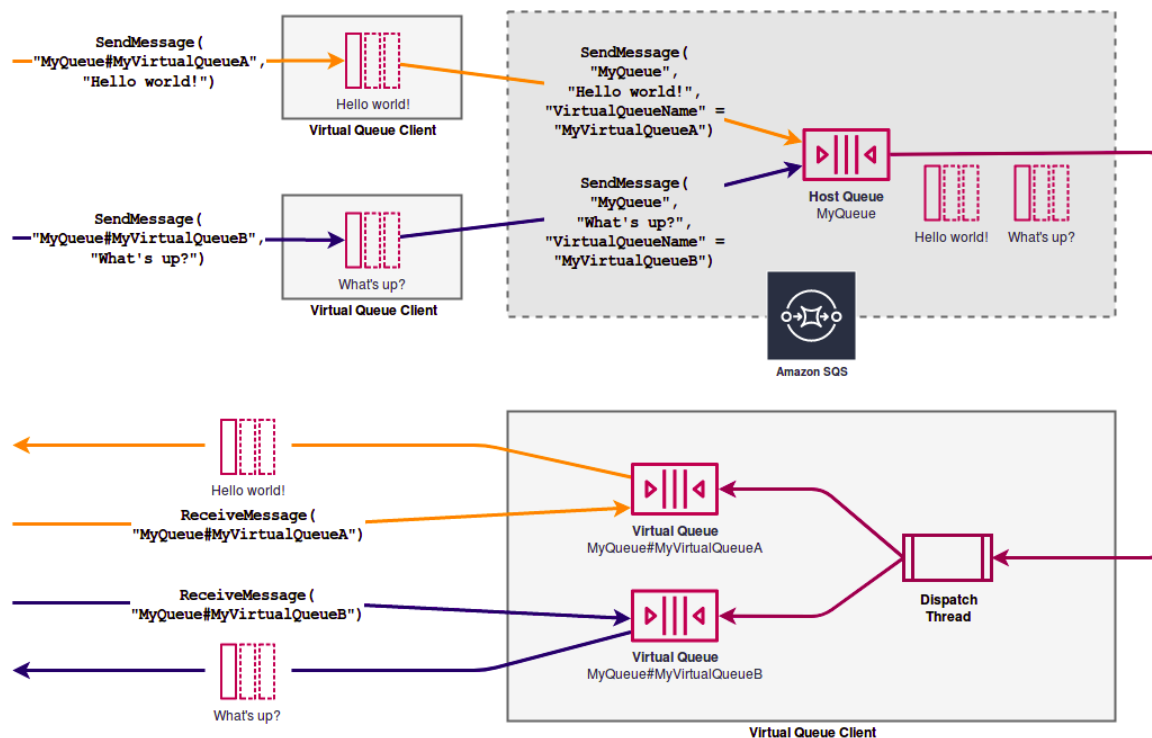 SendMessage(
"MyQueue#MyVirtualQueueA",
"Hello world!")
Hello world!
Virtual Queue Client
SendMessage(
"MyQueue",
"Hello world!",
"VirtualQueueName" =
"MyVirtualQueueA")
SendMessage(
"MyQueue#MyVirtualQueueB",
"What's up?")
What's up?
Virtual Queue Client
SendMessage(
"MyQueue",
"What's up?",
"VirtualQueueName" =
"MyVirtualQueueB")
Host Queue
MyQueue
Hello world!
What's up?
Amazon SQS
Hello world!
ReceiveMessage(
"MyQueue#MyVirtualQueueA")
Virtual Queue
MyQueue#MyVirtualQueueA
ReceiveMessage(
"MyQueue#MyVirtualQueueB")
Virtual Queue
MyQueue#MyVirtualQueueB
What's up?
Dispatch
Thread
Virtual Queue Client